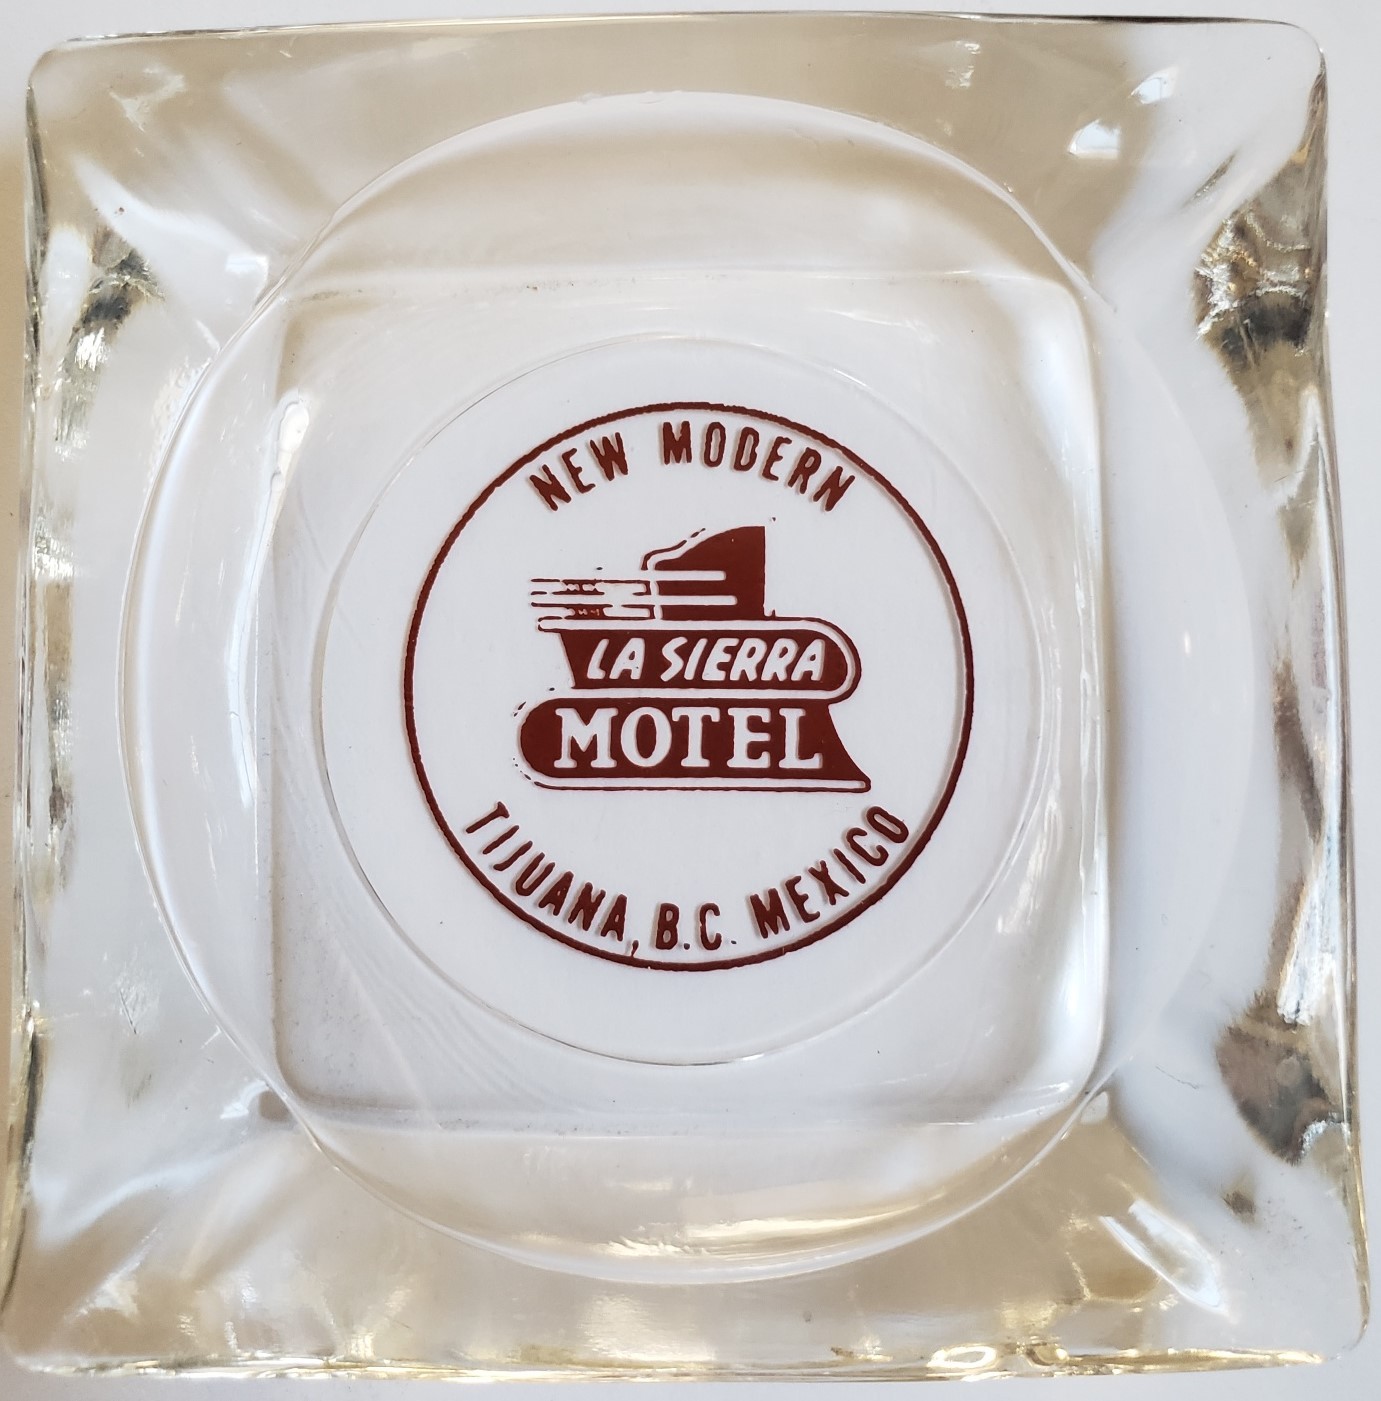 NEW MODERN
LA SIERRA
MOTEL
TIJUANA, B.C. MEXICO